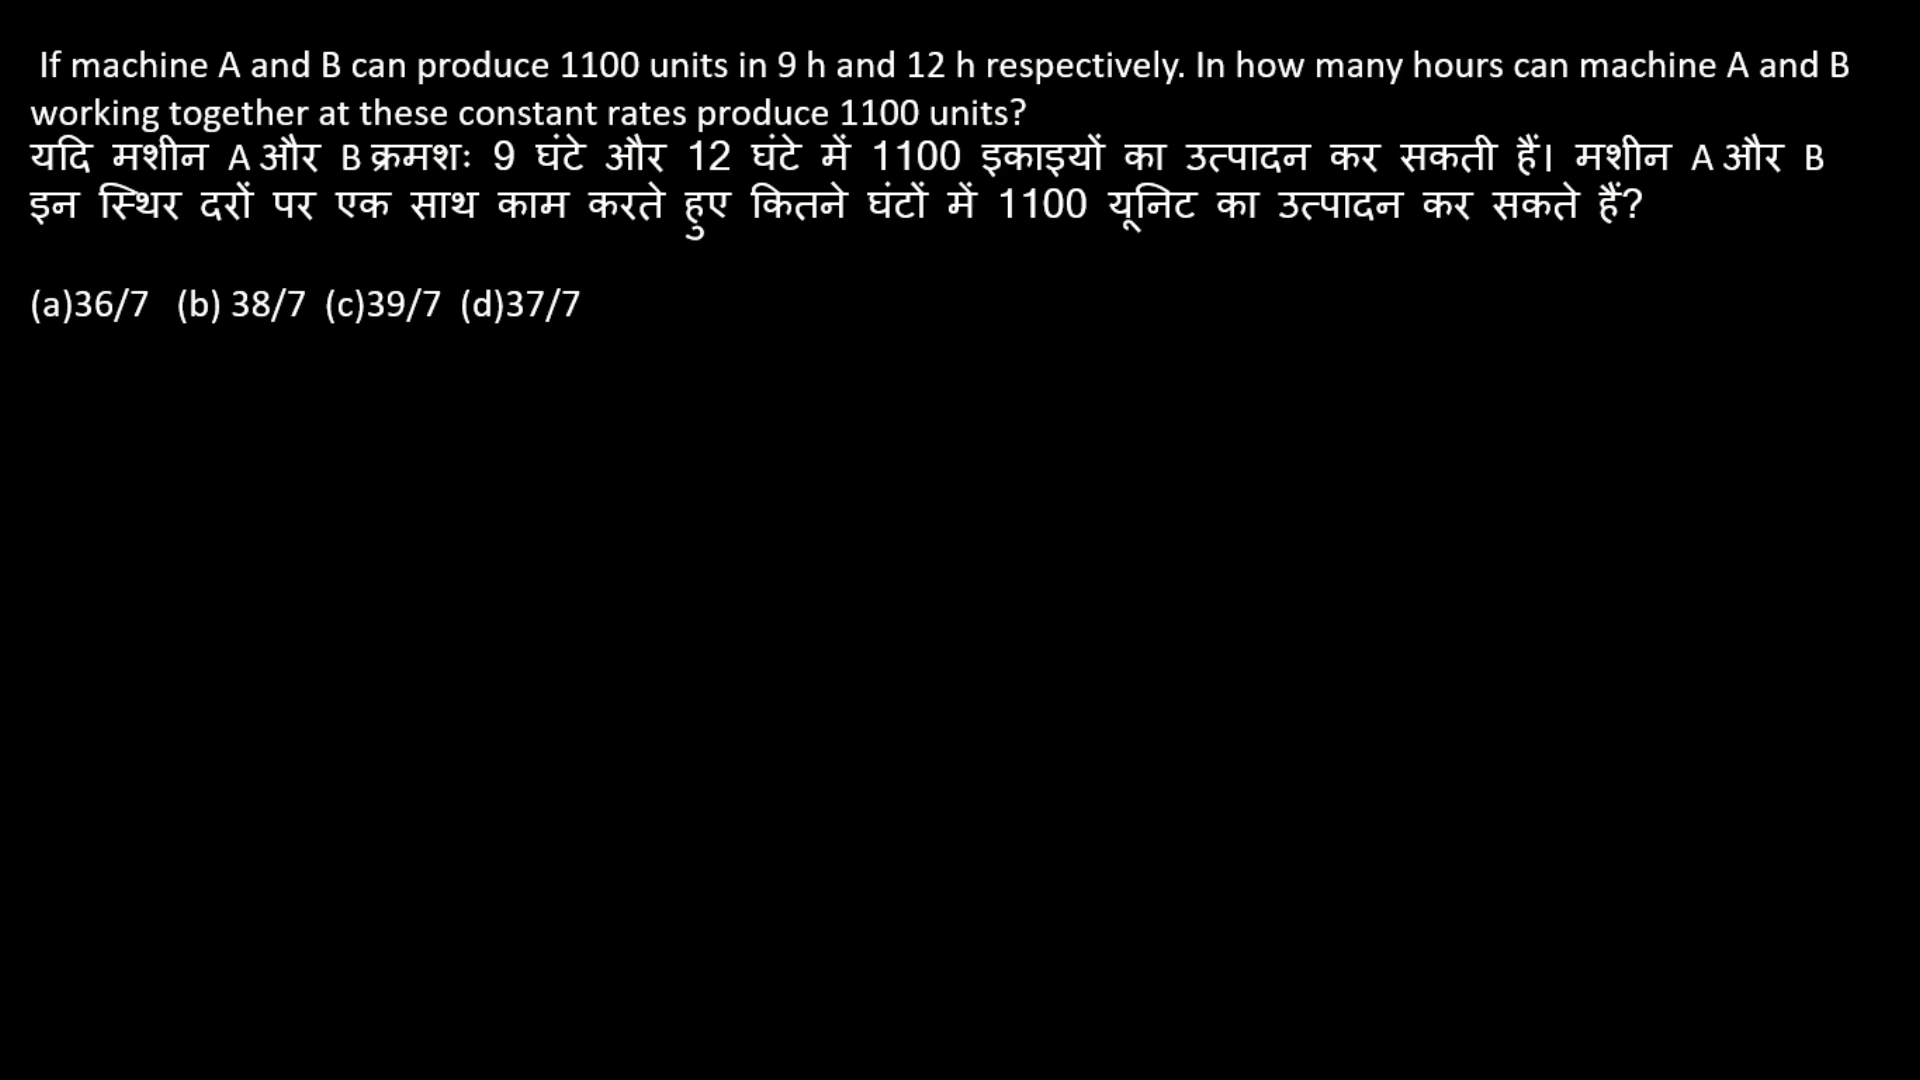 If machine A and B can produce 1100 units in 9 h and 12 h respectively. In how many hours can machine A and B
working together at these constant rates produce 1100 units?
यदि मशीन A और B क्रमशः 9 घंटे और 12 घंटे में 1100 इकाइयों का उत्पादन कर सकती हैं। मशीन A और B
इन स्थिर दरों पर एक साथ काम करते हुए कितने घंटों में 1100 यूनिट का उत्पादन कर सकते हैं?
(a)36/7 (b) 38/7 (c)39/7 (d)37/7